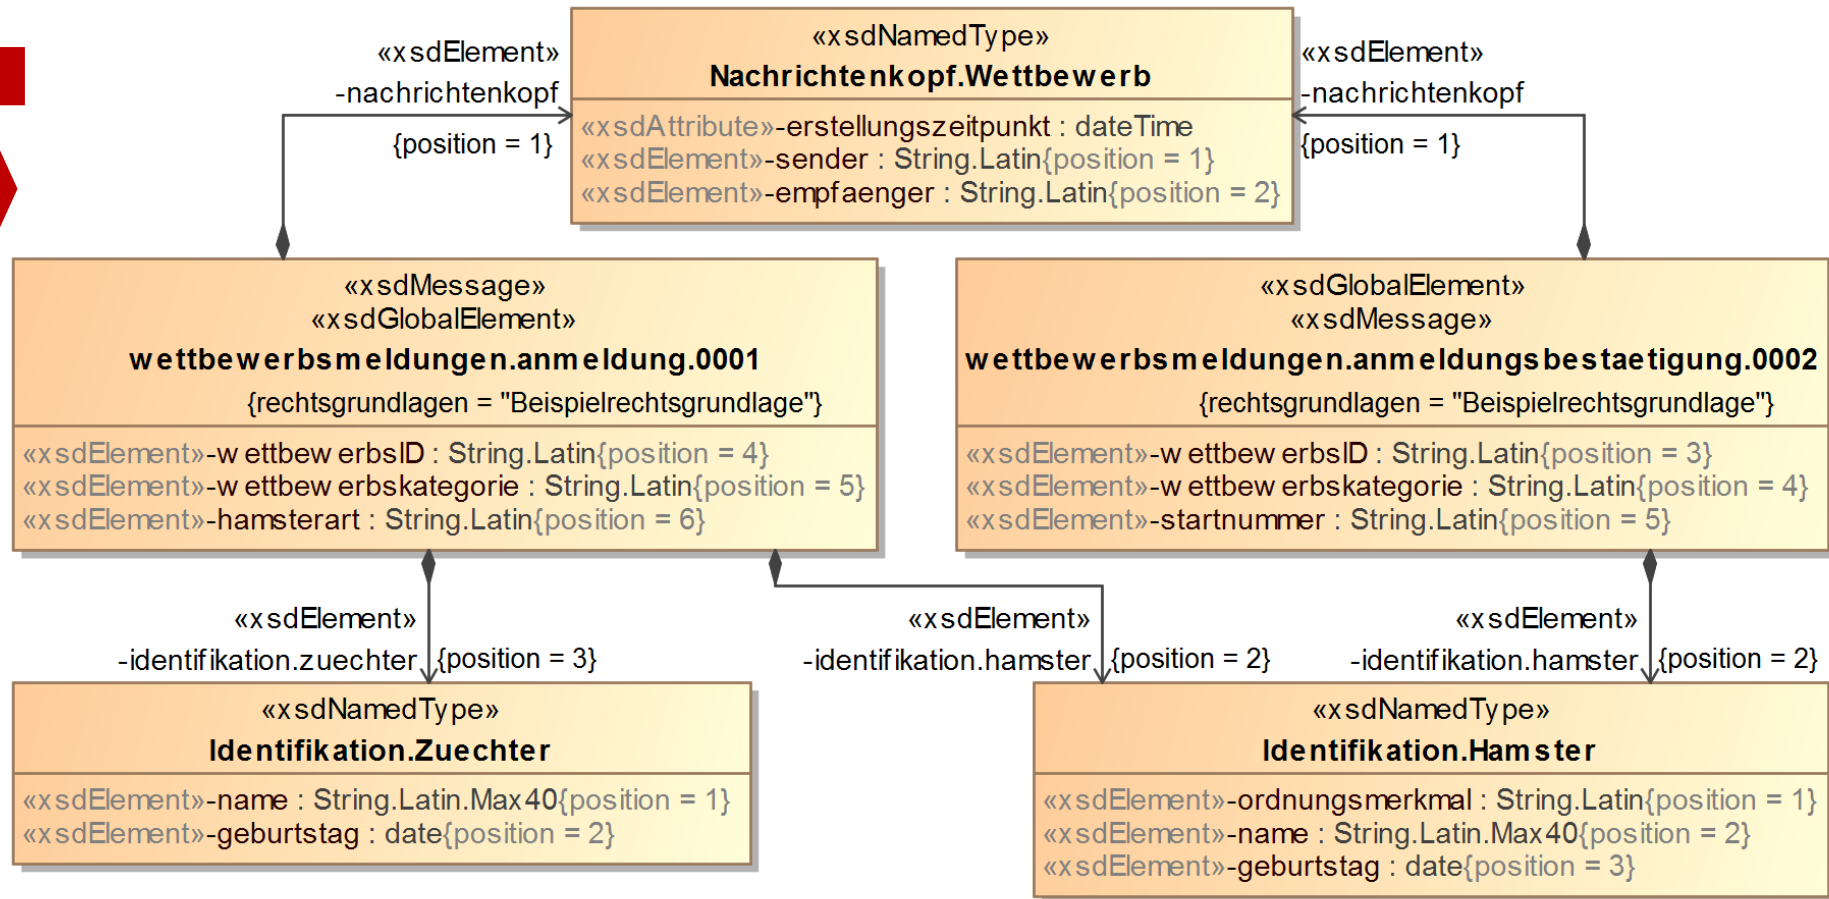 «xsdNamedType»
Nachrichtenkopf.Wettbewerb
«xsdAttribute»-erstellungszeitpunkt : dateTime
«xsdElement»-sender : String.Latin{position = 1}
«xsdElement»-empfaenger : String.Latin{position = 2}
«xsdElement»
-nachrichtenkopf
{position = 1}
«xsdElement»
-nachrichtenkopf
{position = 1}
«xsdMessage»
«xsdGlobalElement»
wettbewerbsmeldungen.anmeldung.0001
{rechtsgrundlagen = "Beispielrechtsgrundlage"}
«xsdElement»-wettbewerbsID : String.Latin{position = 4}
«xsdElement»-wettbewerbskategorie : String.Latin{position = 5}
«xsdElement»-hamsterart : String.Latin{position = 6}
«xsdGlobalElement»
«xsdMessage»
wettbewerbsmeldungen.anmeldungsbestaetigung.0002
{rechtsgrundlagen = "Beispielrechtsgrundlage"}
«xsdElement»-wettbewerbsID : String.Latin{position = 3}
«xsdElement»-wettbewerbskategorie : String.Latin{position = 4}
«xsdElement»-startnummer : String.Latin{position = 5}
«xsdElement»
-identifikation.zuechter {position = 3}
«xsdElement»
-identifikation.hamster {position = 2}
«xsdElement»
-identifikation.hamster {position = 2}
«xsdNamedType»
Identifikation.Zuechter
«xsdElement»-name : String.Latin.Max40{position = 1}
«xsdElement»-geburtstag : date{position = 2}
«xsdNamedType»
Identifikation.Hamster
«xsdElement»-ordnungsmerkmal : String.Latin{position = 1}
«xsdElement»-name : String.Latin.Max40{position = 2}
«xsdElement»-geburtstag : date{position = 3}